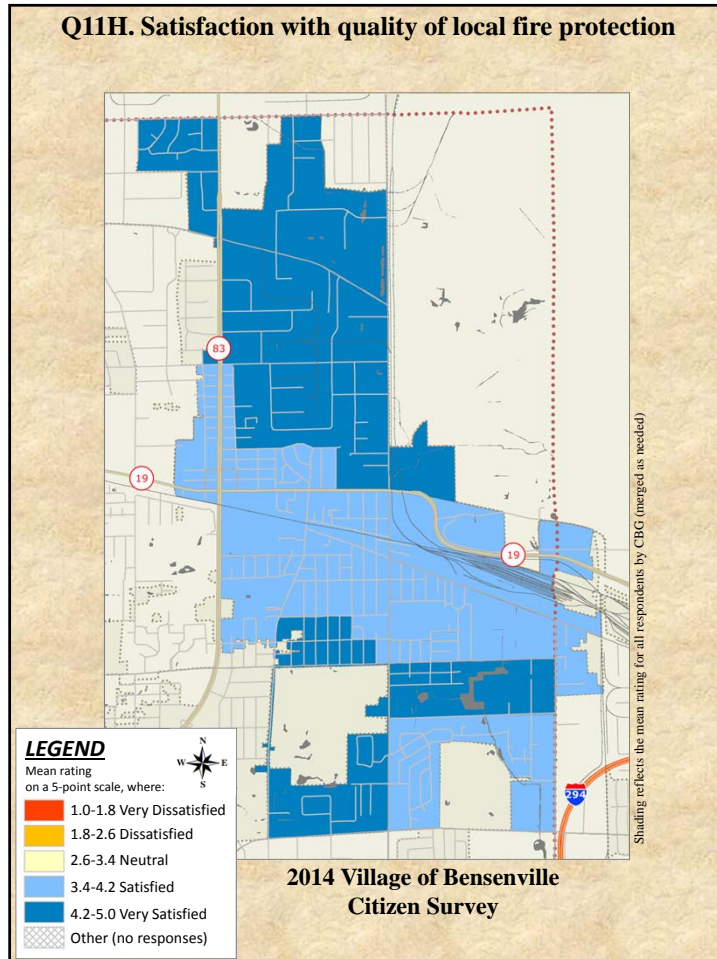 Q11H. Satisfaction with quality of local fire protection
83
19
19
294
Shading reflects the mean rating for all respondents by CBG (merged as needed)
LEGEND
Mean rating
on a 5-point scale, where:
N
W E
S
1.0-1.8 Very Dissatisfied
1.8-2.6 Dissatisfied
2.6-3.4 Neutral
3.4-4.2 Satisfied
4.2-5.0 Very Satisfied
Other (no responses)
2014 Village of Bensenville
Citizen Survey